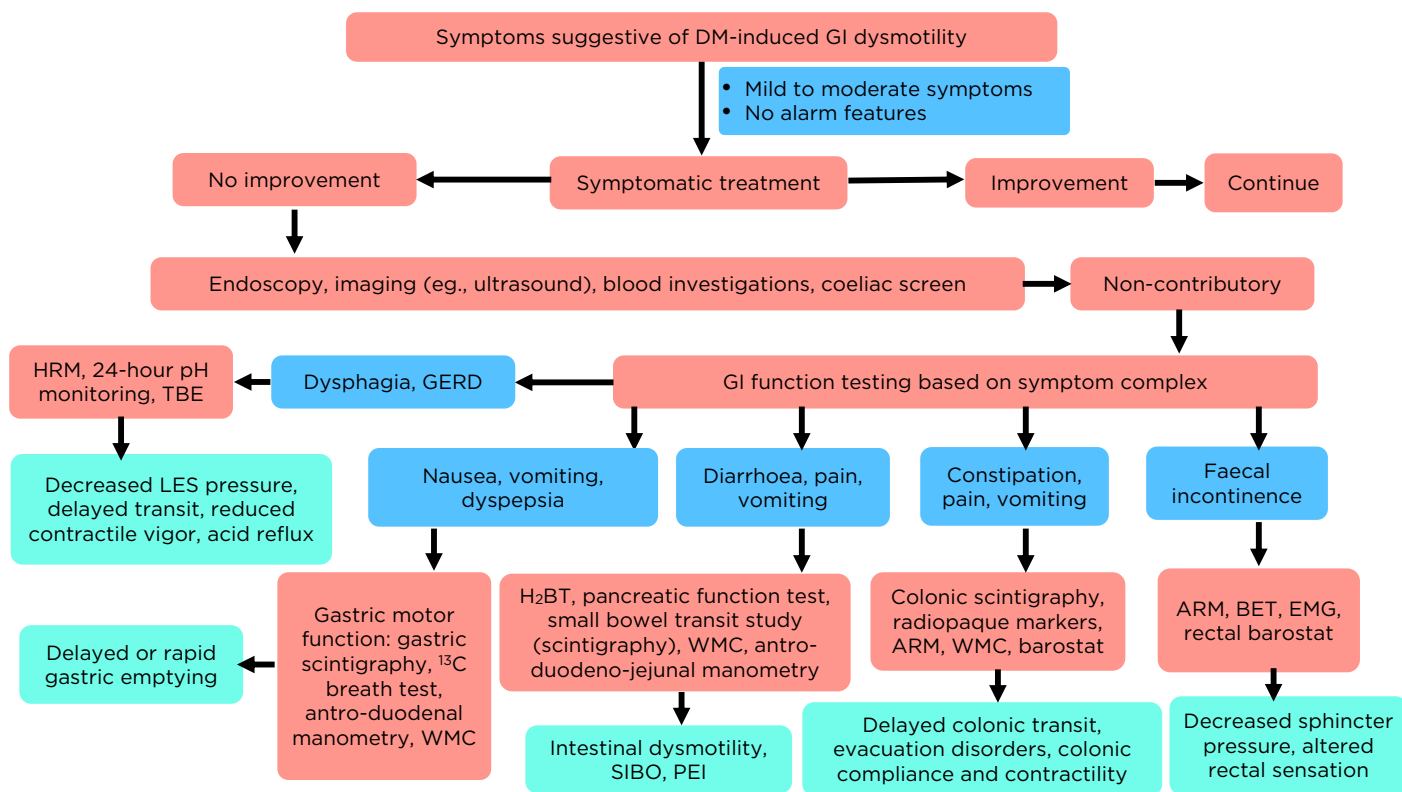 Symptoms suggestive of DM-induced GI dysmotility
• Mild to moderate symptoms
• No alarm features
No improvement
Symptomatic treatment
Improvement
Continue
Endoscopy, imaging (eg., ultrasound), blood investigations, coeliac screen
Non-contributory
HRM, 24-hour pH
monitoring, TBE
Dysphagia, GERD
GI function testing based on symptom complex
Decreased LES pressure,
delayed transit, reduced
contractile vigor, acid reflux
Nausea, vomiting,
dyspepsia
Diarrhoea, pain,
vomiting
Constipation,
pain, vomiting
Faecal
incontinence
Delayed or rapid
gastric emptying
Gastric motor
function: gastric
scintigraphy, ¹³C
breath test,
antro-duodenal
manometry, WMC
H₂BT, pancreatic function test,
small bowel transit study
(scintigraphy), WMC, antro-
duodeno-jejunal manometry
Colonic scintigraphy,
radiopaque markers,
ARM, WMC, barostat
ARM, BET, EMG,
rectal barostat
Intestinal dysmotility,
SIBO, PEI
Delayed colonic transit,
evacuation disorders, colonic
compliance and contractility
Decreased sphincter
pressure, altered
rectal sensation